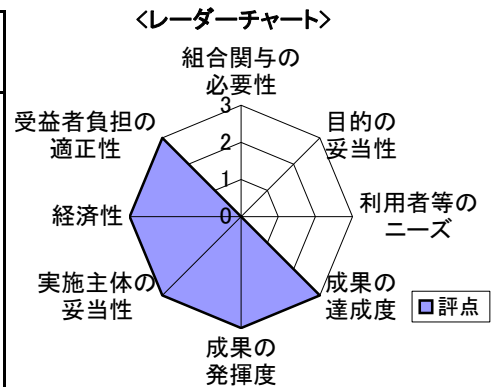 <レーダーチャート>
組合関与の
必要性
目的の
妥当性
利用者等の
ニーズ
成果の
達成度
成果の
発揮度
実施主体の
妥当性
経済性
受益者負担の
適正性
3
2
1
0
評点